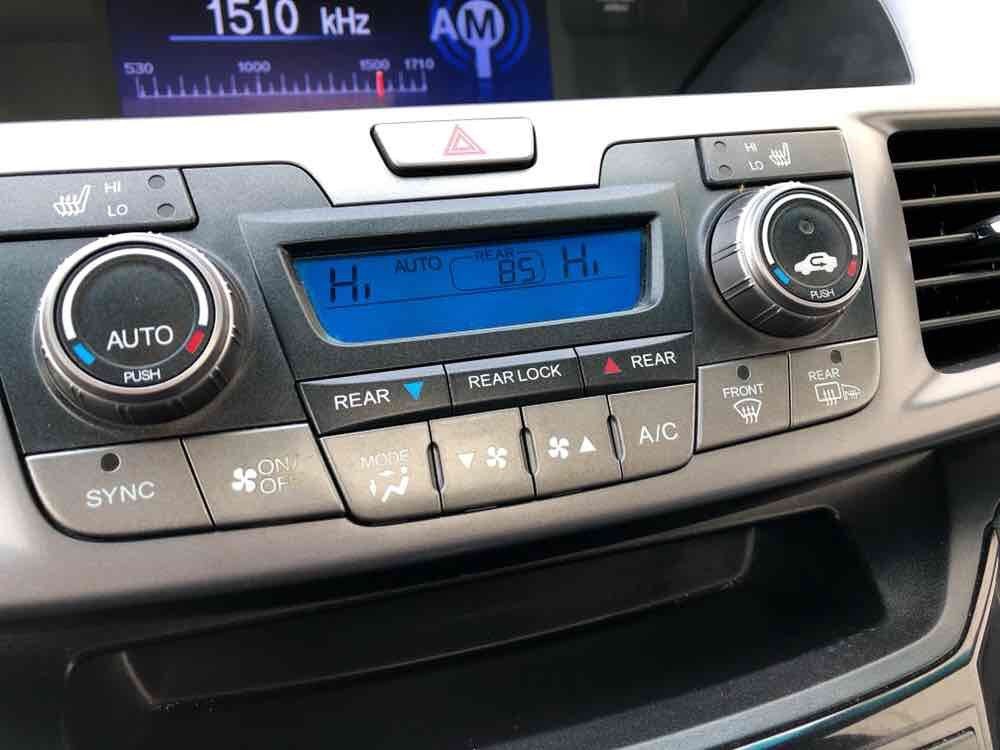 1510 kHz
AM
530 1000 1500 1710
HI
LO
HI
LO
Hi AUTO REAR 85 Hi
AUTO
PUSH
PUSH
REAR
REAR LOCK
REAR
FRONT
REAR
SYNC
ON/
OFF
MODE
A/C